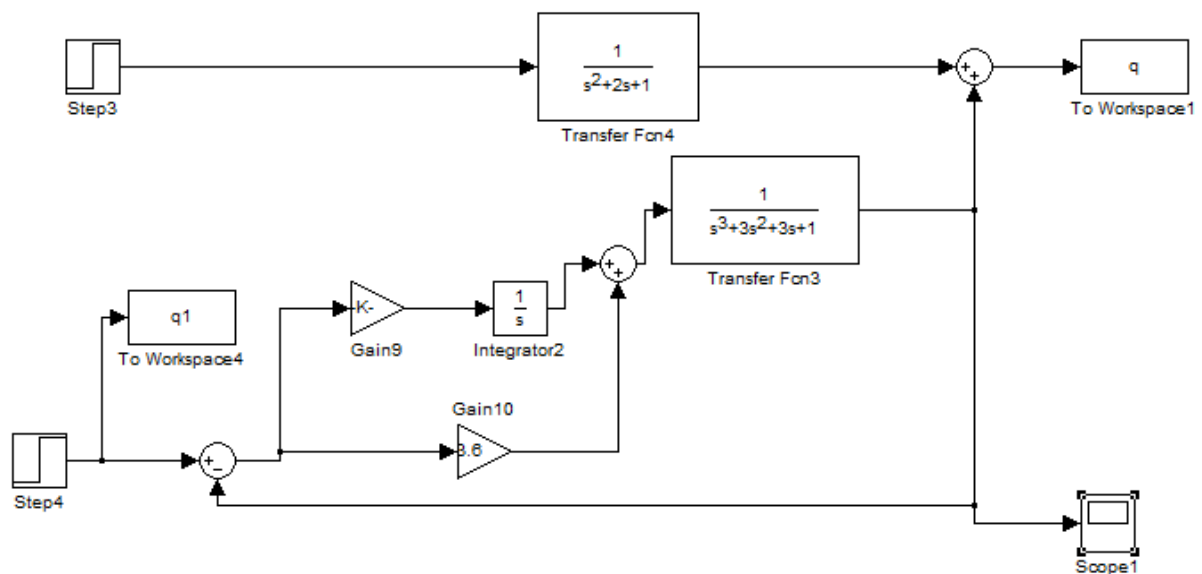 1
s²+2s+1
+
+
q
Step3
Transfer Fcn4
To Workspace1
1
s³+3s²+3s+1
+
+
Transfer Fcn3
q1
-K-
1
s
To Workspace4
Gain9
Integrator2
Gain10
+
−
3.6
Step4
Scope1